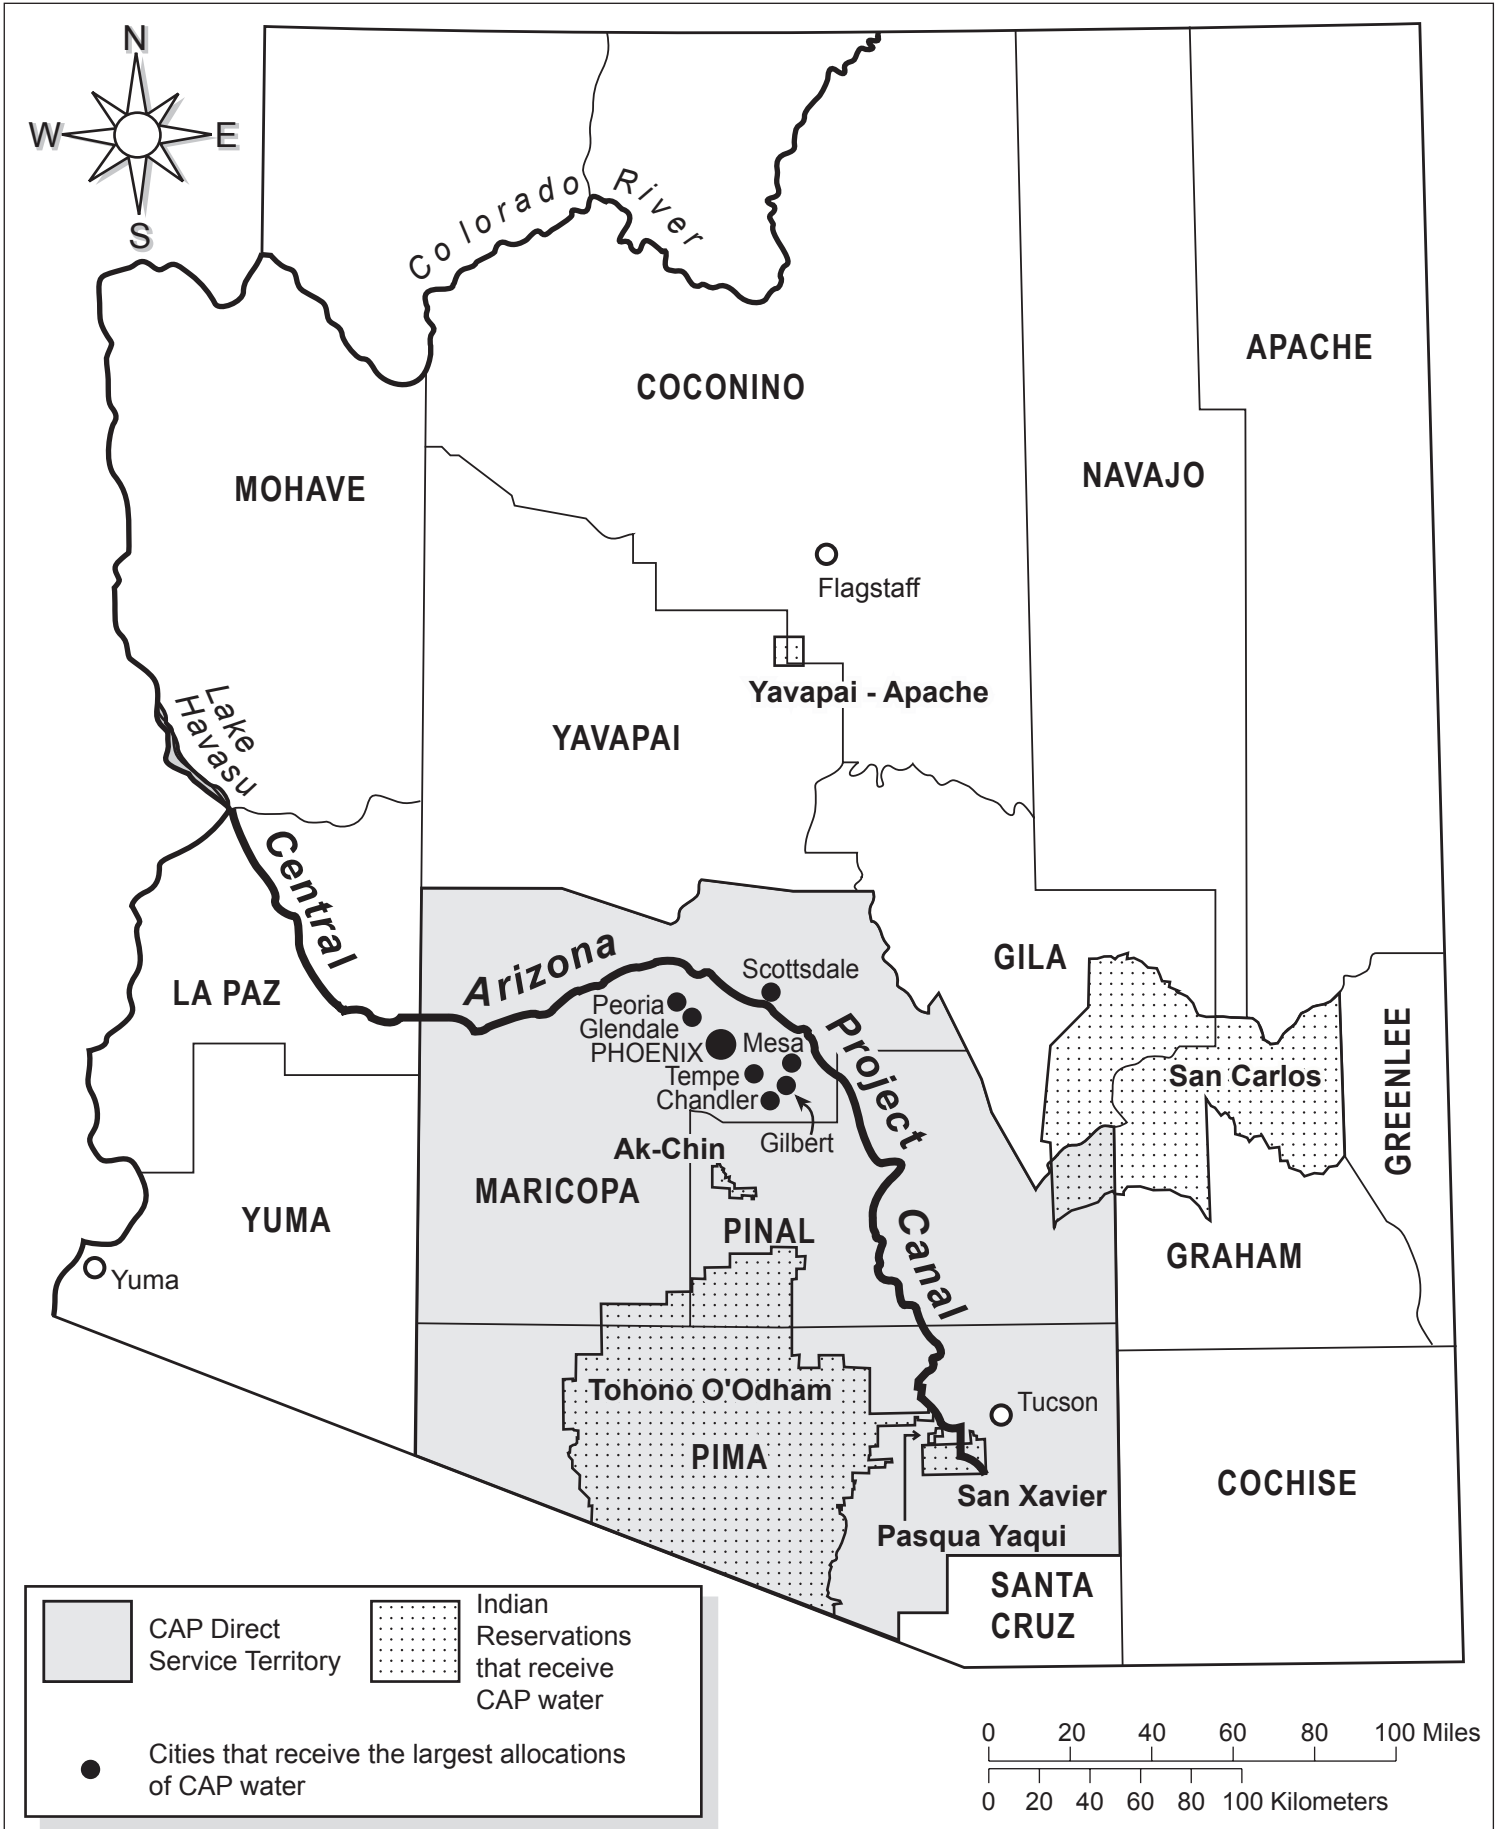 N
W E
S
Colorado River
APACHE
COCONINO
NAVAJO
MOHAVE
Flagstaff
Yavapai - Apache
Lake
Havasu
YAVAPAI
Central
Arizona
Project
Canal
GILA
Scottsdale
LA PAZ
Peoria
Glendale
PHOENIX
Mesa
Tempe
Chandler
Gilbert
San Carlos
GREENLEE
Ak-Chin
MARICOPA
YUMA
PINAL
GRAHAM
Yuma
Tohono O'Odham
Tucson
PIMA
COCHISE
San Xavier
Pasqua Yaqui
SANTA
CRUZ
CAP Direct
Service Territory
Indian
Reservations
that receive
CAP water
Cities that receive the largest allocations
of CAP water
0 20 40 60 80 100 Miles
0 20 40 60 80 100 Kilometers